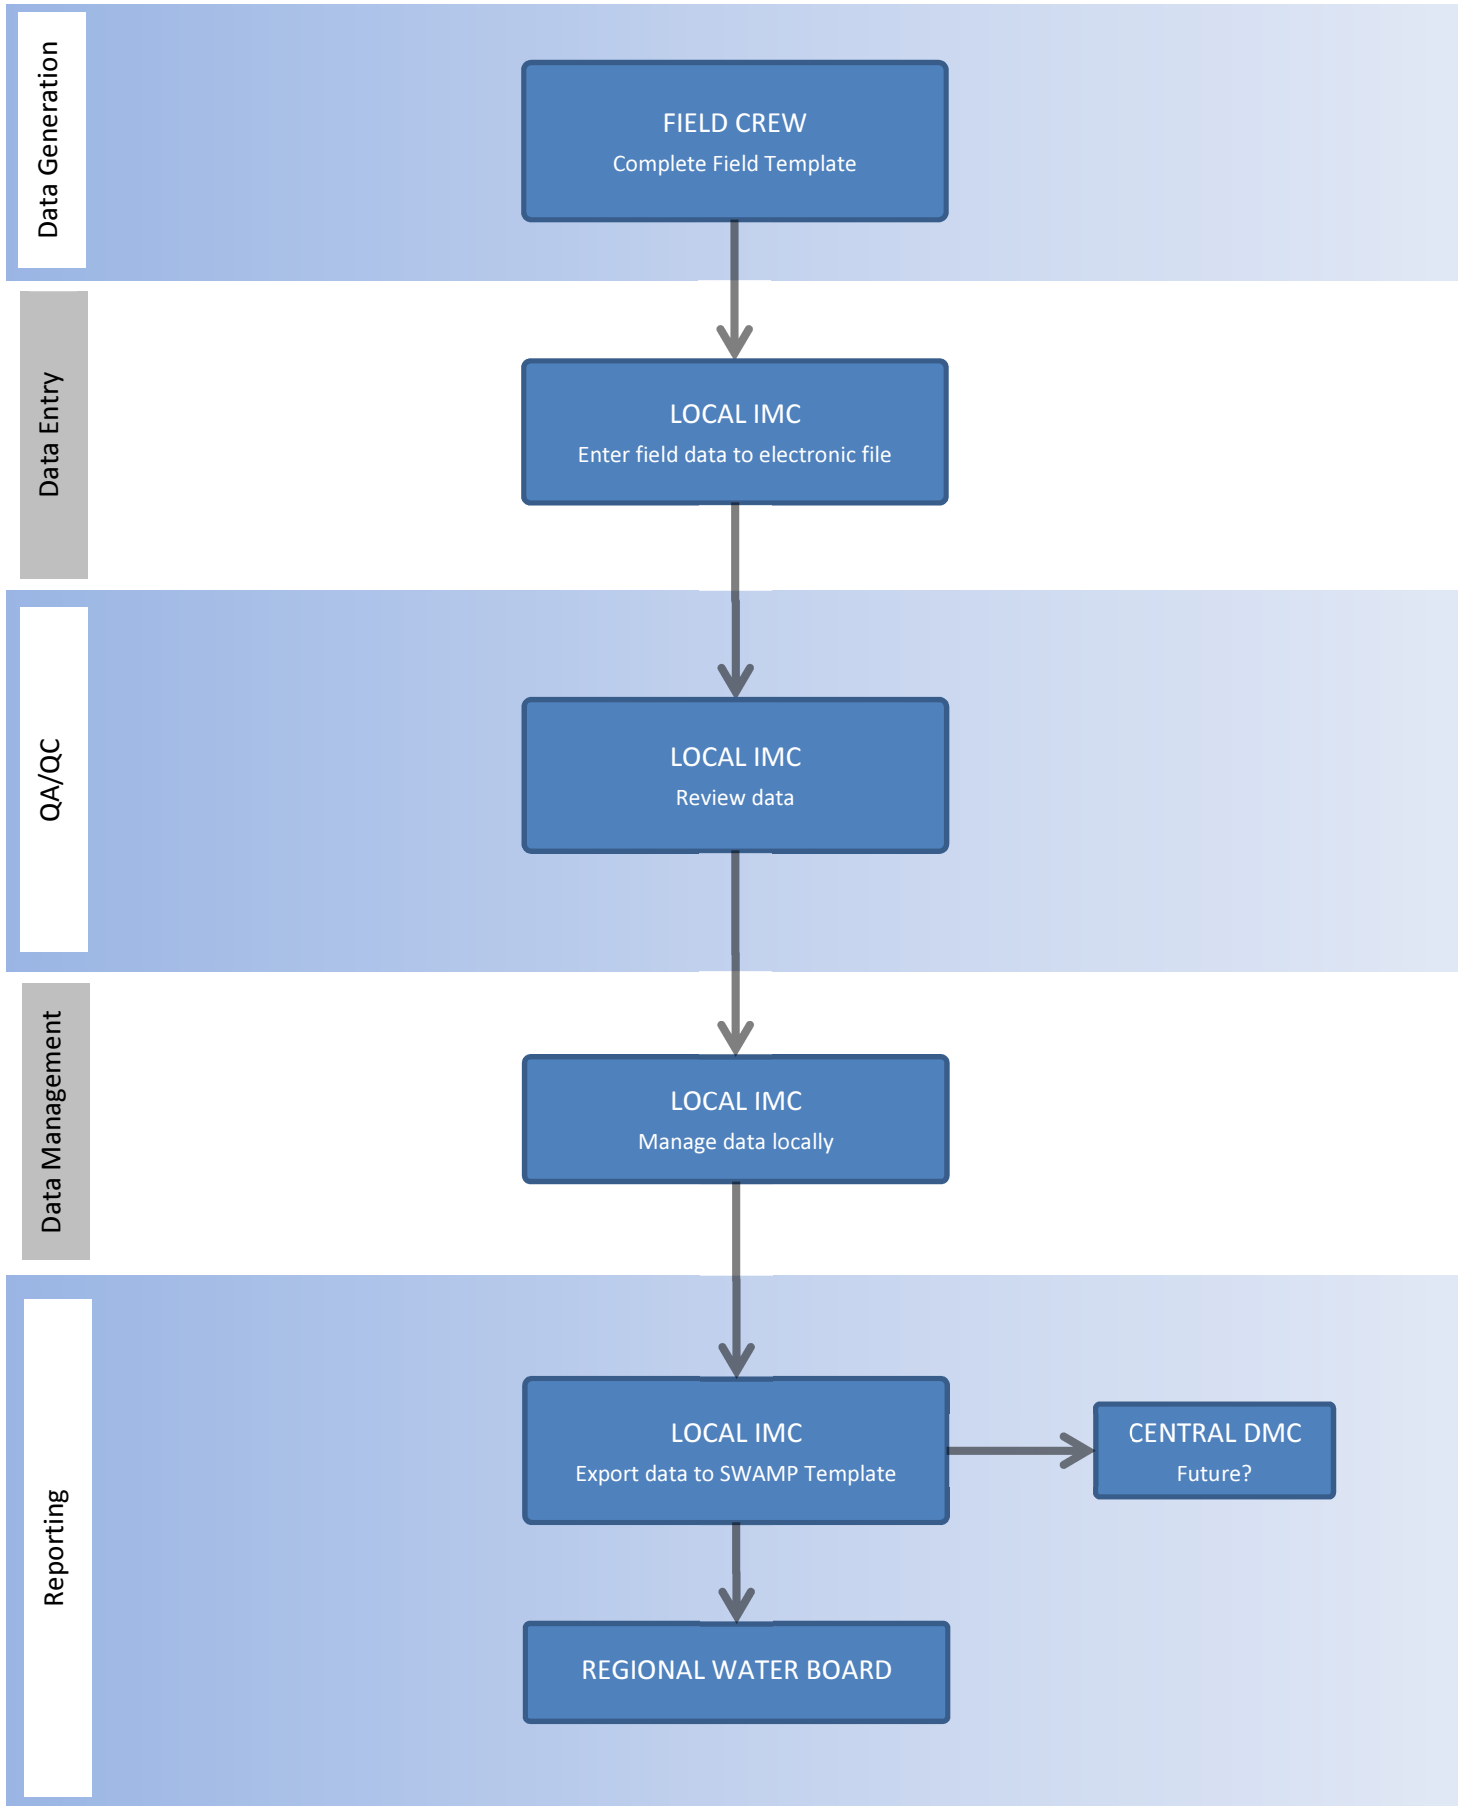 Data Generation
FIELD CREW
Complete Field Template
Data Entry
LOCAL IMC
Enter field data to electronic file
QA/QC
LOCAL IMC
Review data
Data Management
LOCAL IMC
Manage data locally
Reporting
LOCAL IMC
Export data to SWAMP Template
CENTRAL DMC
Future?
REGIONAL WATER BOARD